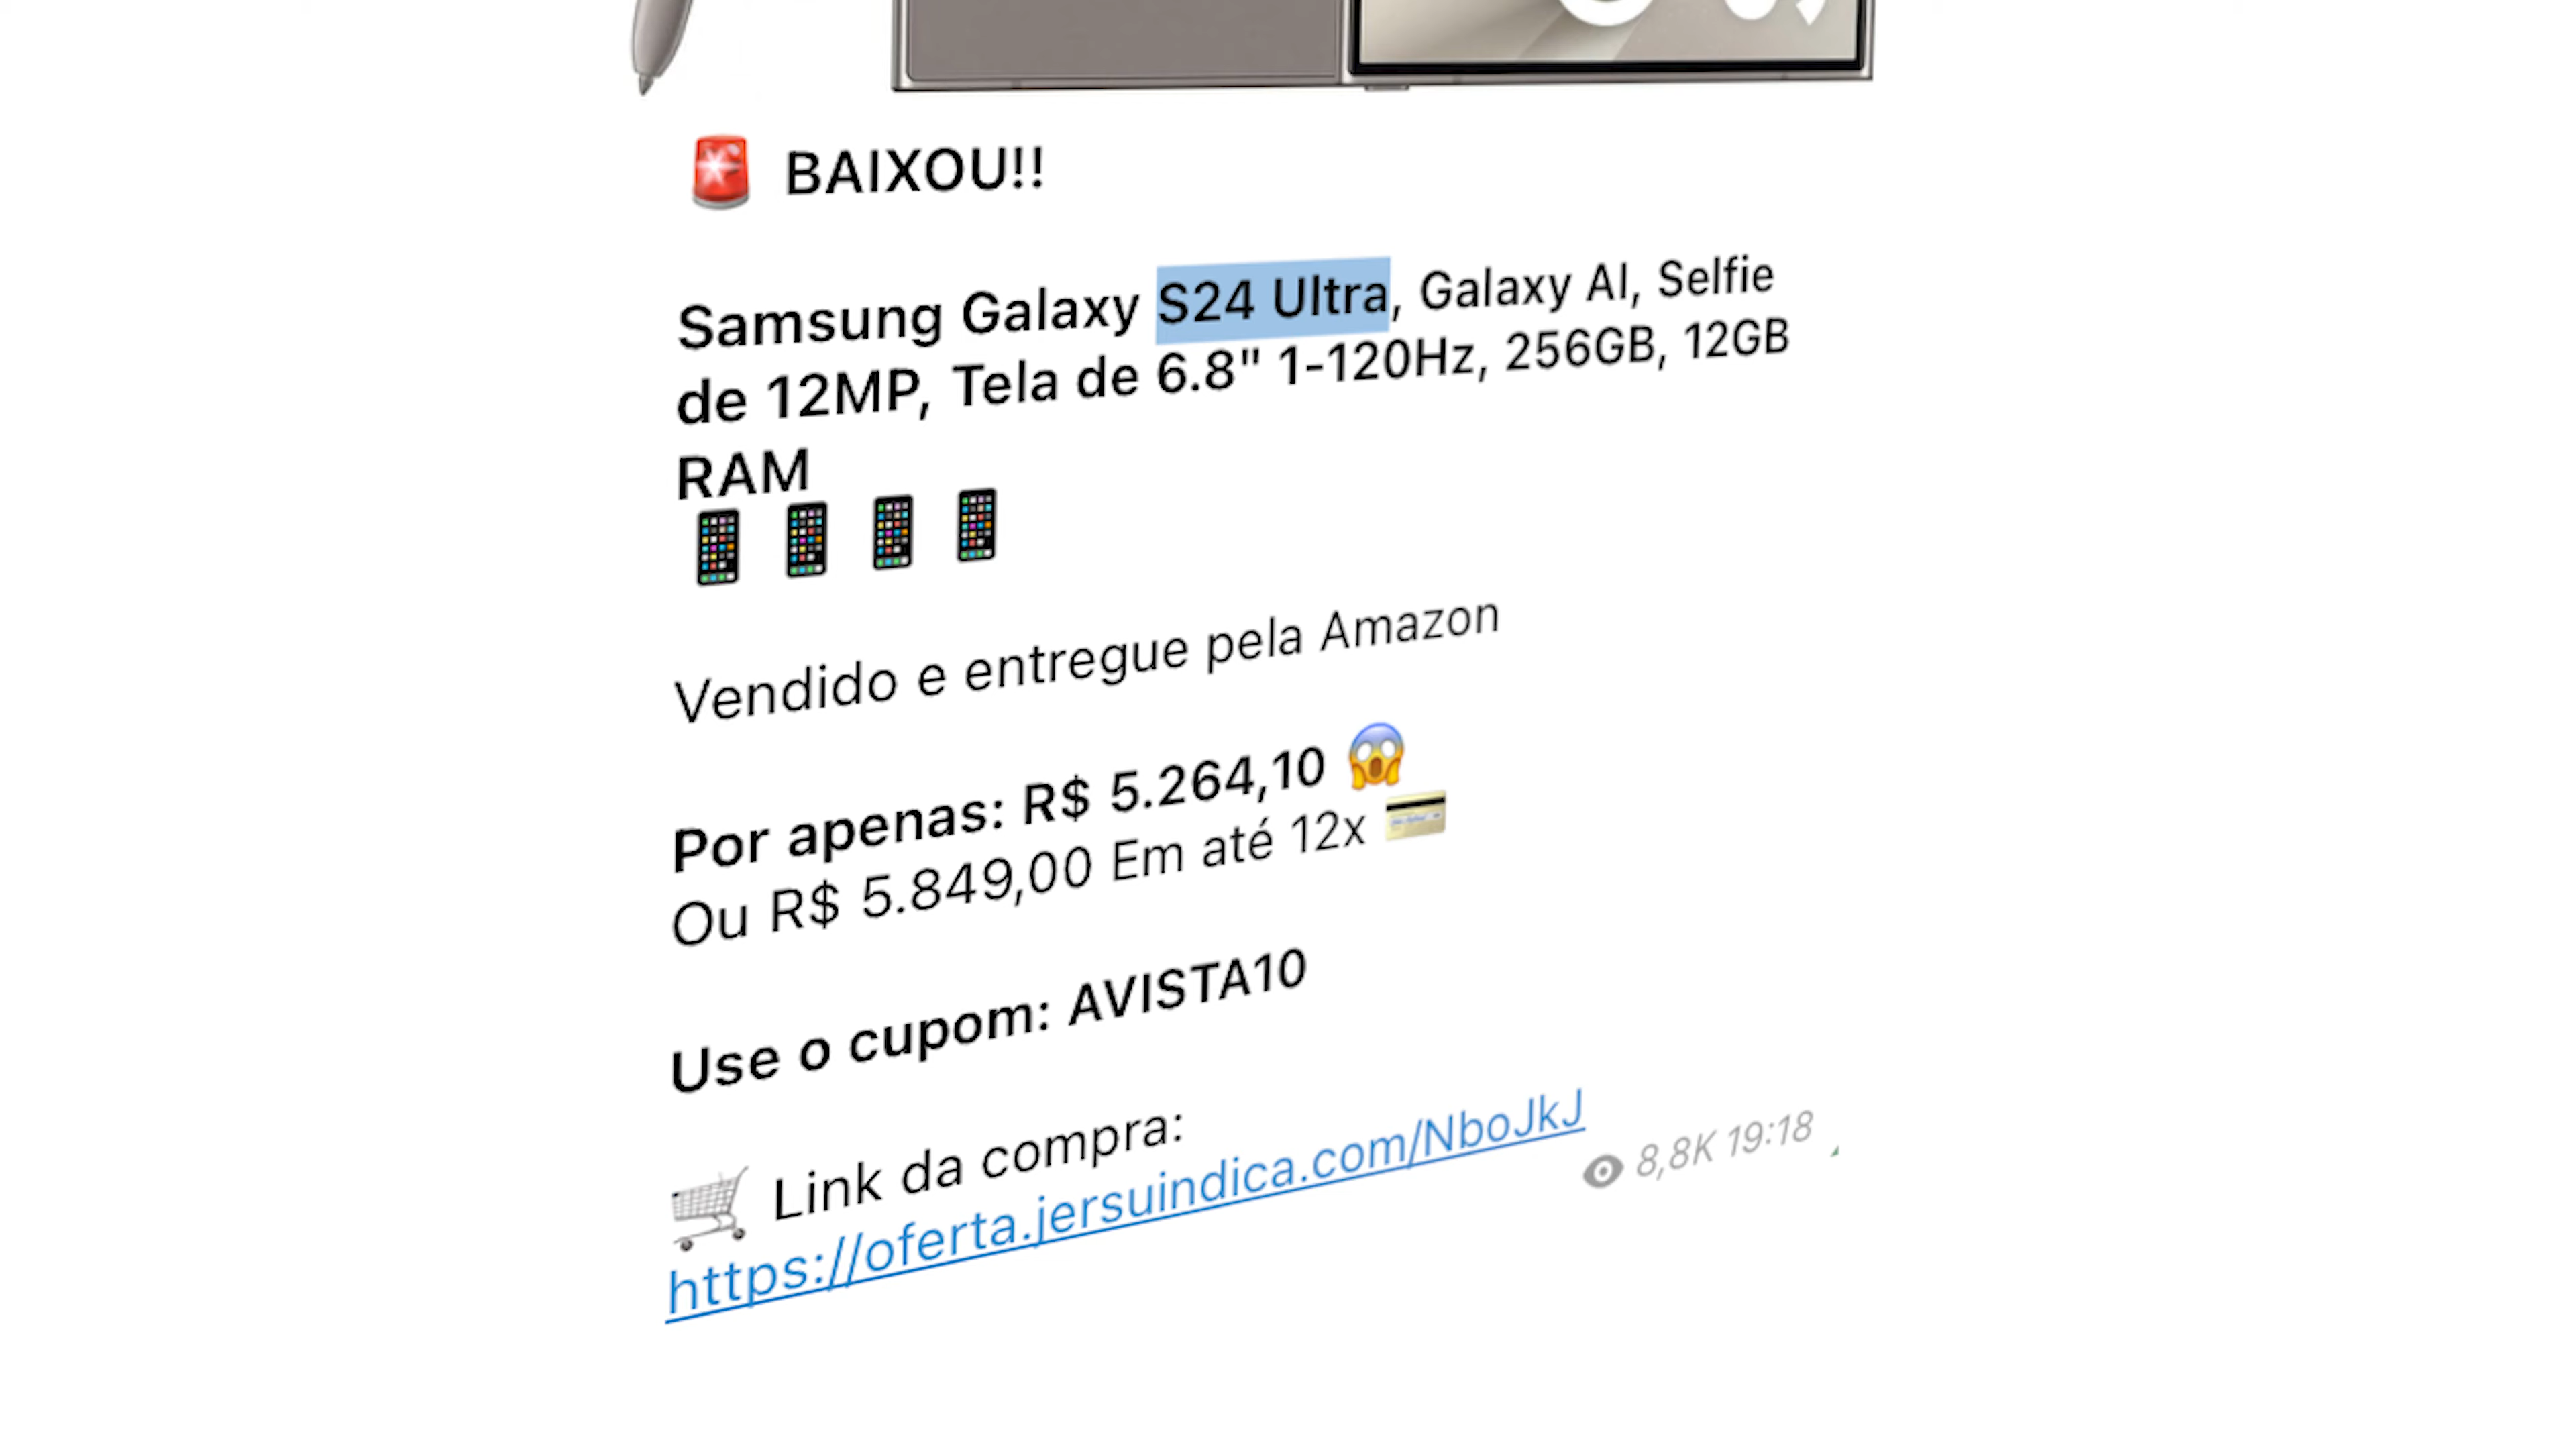 🚨 BAIXOU!!
Samsung Galaxy S24 Ultra, Galaxy AI, Selfie
de 12MP, Tela de 6.8" 1-120Hz, 256GB, 12GB
RAM
📱 📱 📱 📱
Vendido e entregue pela Amazon
Por apenas: R$ 5.264,10 😱
Ou R$ 5.849,00 Em até 12x 💳
Use o cupom: AVISTA10
🛒 Link da compra:
https://oferta.jersuindica.com/NboJkJ
8,8K 19:18